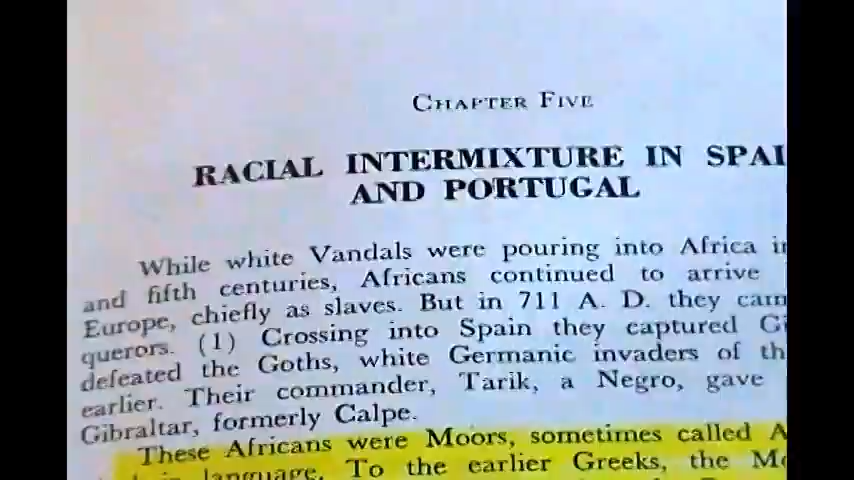 CHAPTER FIVE
RACIAL INTERMIXTURE IN SPAI
AND PORTUGAL
While white Vandals were pouring into Africa in
and fifth centuries, Africans continued to arrive
Europe, chiefly as slaves. But in 711 A. D. they cam
querors. (1) Crossing into Spain they captured Gi
defeated the Goths, white Germanic invaders of th
earlier. Their commander, Tarik, a Negro, gave
Gibraltar, formerly Calpe.
These Africans were Moors, sometimes called A
language. To the earlier Greeks, the Mo